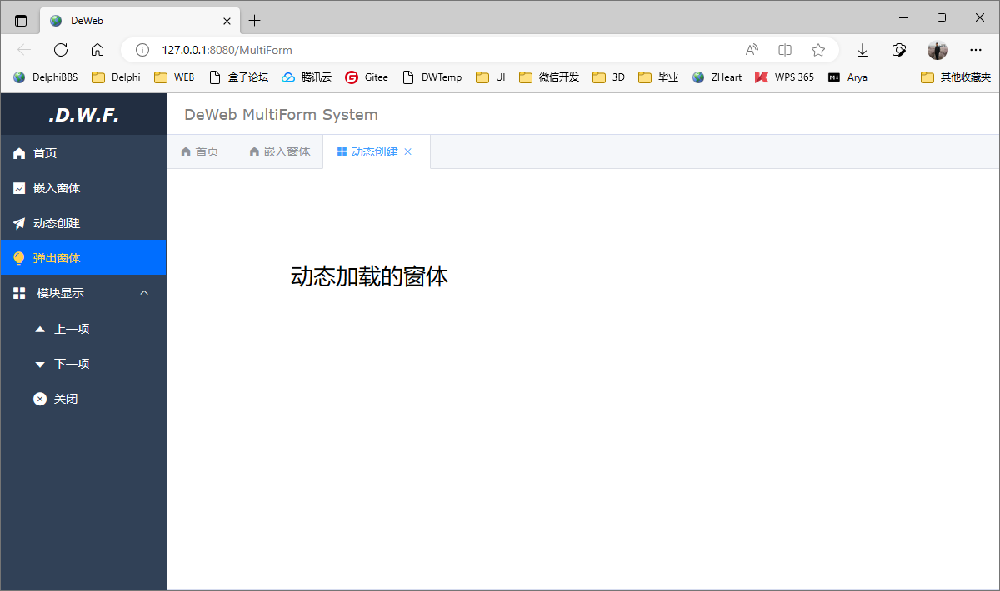 DeWeb
127.0.0.1:8080/MultiForm
DelphiBBS Delphi WEB 盒子论坛 腾讯云 Gitee DWTemp UI 微信开发 3D 毕业 ZHeart WPS 365 Arya 其他收藏夹
.D.W.F.
DeWeb MultiForm System
首页 嵌入窗体 动态创建
首页
嵌入窗体
动态创建
弹出窗体
模块显示
上一项
下一项
关闭
动态加载的窗体